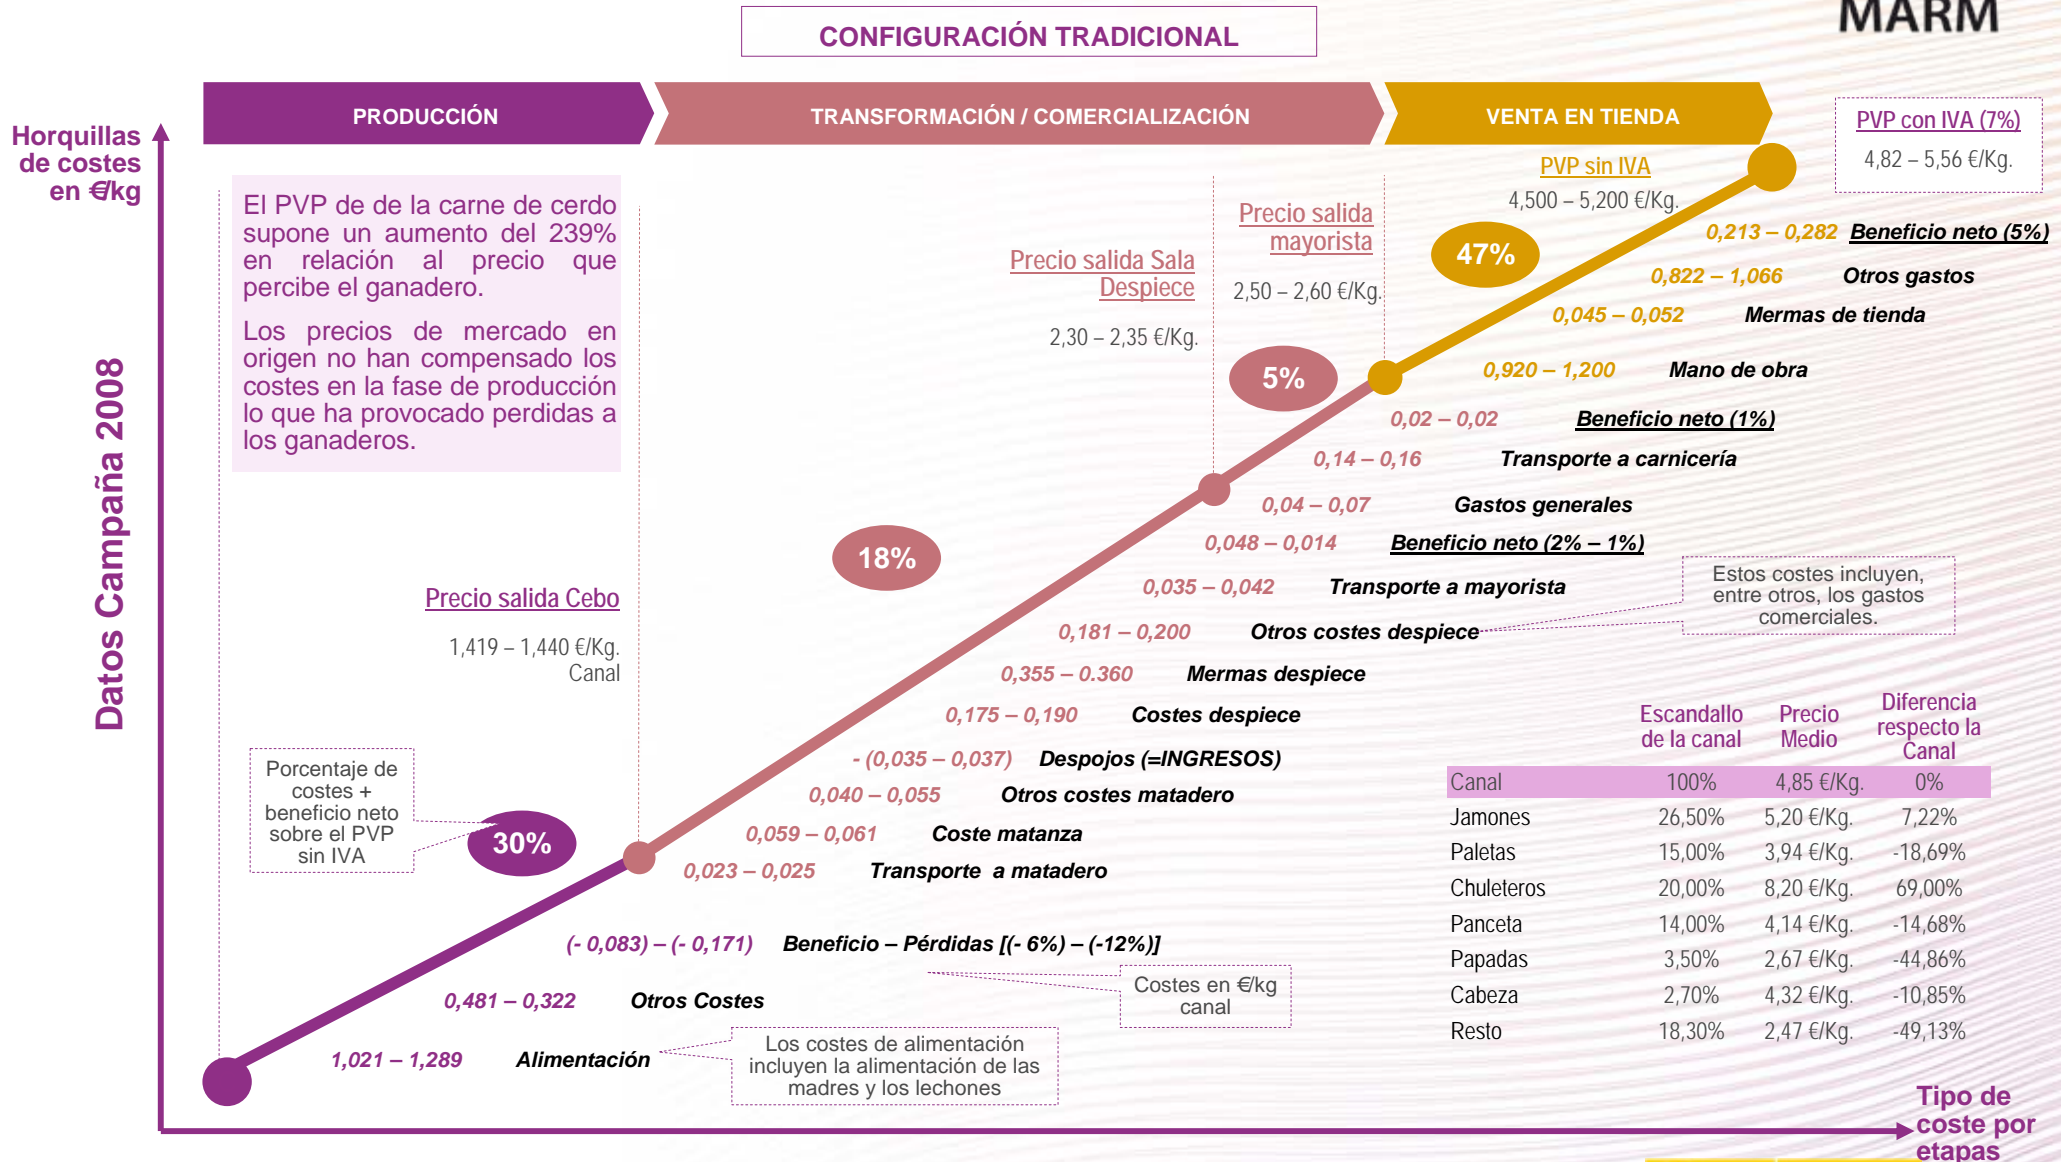 CONFIGURACIÓN TRADICIONAL
MARM
PRODUCCIÓN
TRANSFORMACIÓN / COMERCIALIZACIÓN
VENTA EN TIENDA
Horquillas
de costes
en €/kg
Datos Campaña 2008
El PVP de de la carne de cerdo
supone un aumento del 239%
en relación al precio que
percibe el ganadero.
Los precios de mercado en
origen no han compensado los
costes en la fase de producción
lo que ha provocado perdidas a
los ganaderos.
PVP con IVA (7%)
4,82 – 5,56 €/Kg.
PVP sin IVA
4,500 – 5,200 €/Kg.
Precio salida
mayorista
2,50 – 2,60 €/Kg.
Precio salida Sala
Despiece
2,30 – 2,35 €/Kg.
Precio salida Cebo
1,419 – 1,440 €/Kg.
Canal
47%
5%
18%
30%
Porcentaje de
costes +
beneficio neto
sobre el PVP
sin IVA
0,213 – 0,282 Beneficio neto (5%)
0,822 – 1,066 Otros gastos
0,045 – 0,052 Mermas de tienda
0,920 – 1,200 Mano de obra
0,02 – 0,02 Beneficio neto (1%)
0,14 – 0,16 Transporte a carnicería
0,04 – 0,07 Gastos generales
0,048 – 0,014 Beneficio neto (2% – 1%)
0,035 – 0,042 Transporte a mayorista
0,181 – 0,200 Otros costes despiece
0,355 – 0.360 Mermas despiece
0,175 – 0,190 Costes despiece
- (0,035 – 0,037) Despojos (=INGRESOS)
0,040 – 0,055 Otros costes matadero
0,059 – 0,061 Coste matanza
0,023 – 0,025 Transporte a matadero
(- 0,083) – (- 0,171) Beneficio – Pérdidas [(- 6%) – (-12%)]
0,481 – 0,322 Otros Costes
1,021 – 1,289 Alimentación
Estos costes incluyen,
entre otros, los gastos
comerciales.
Costes en €/kg
canal
Los costes de alimentación
incluyen la alimentación de las
madres y los lechones
Escandallo
de la canal
Precio
Medio
Diferencia
respecto la
Canal
Canal 100% 4,85 €/Kg. 0%
Jamones 26,50% 5,20 €/Kg. 7,22%
Paletas 15,00% 3,94 €/Kg. -18,69%
Chuleteros 20,00% 8,20 €/Kg. 69,00%
Panceta 14,00% 4,14 €/Kg. -14,68%
Papadas 3,50% 2,67 €/Kg. -44,86%
Cabeza 2,70% 4,32 €/Kg. -10,85%
Resto 18,30% 2,47 €/Kg. -49,13%
Tipo de
coste por
etapas